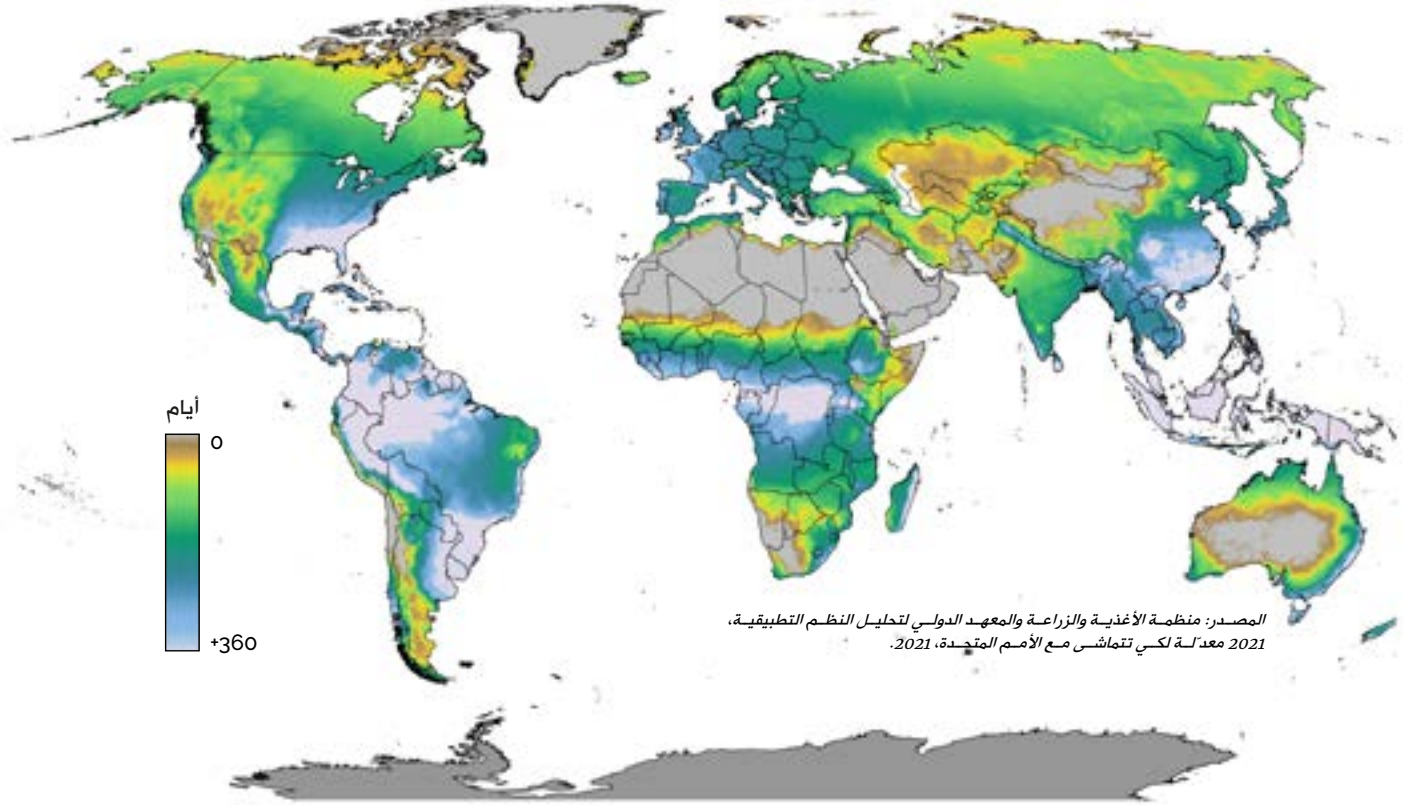 أيام
0
+360
المصدر: منظمة الأغذية والزراعة والمعهد الدولي لتحليل النظم التطبيقية،
2021 معدّلة لكي تتماشى مع الأمم المتحدة، 2021.